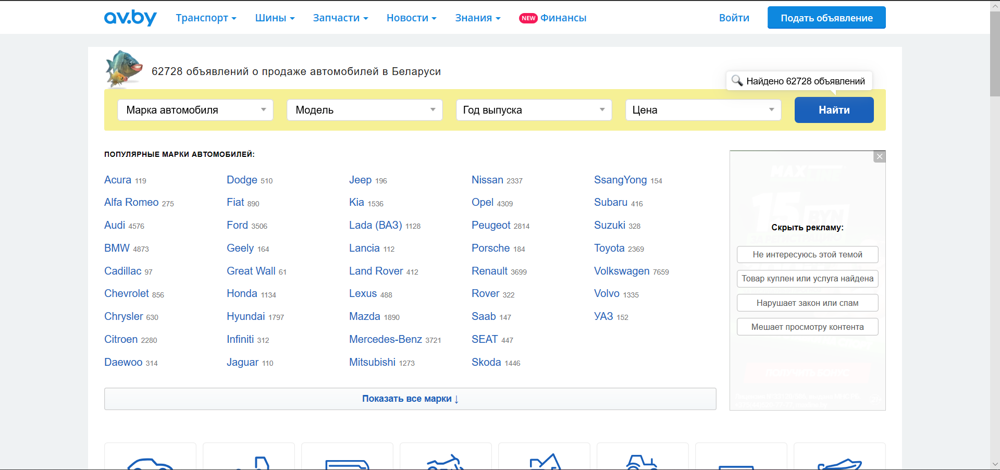 av.by
Транспорт Шины Запчасти Новости Знания NEW Финансы Войти Подать объявление
62728 объявлений о продаже автомобилей в Беларуси
Найдено 62728 объявлений
Марка автомобиля Модель Год выпуска Цена Найти
ПОПУЛЯРНЫЕ МАРКИ АВТОМОБИЛЕЙ:
Acura 119
Alfa Romeo 275
Audi 4576
BMW 4873
Cadillac 97
Chevrolet 856
Chrysler 630
Citroen 2280
Daewoo 314
Dodge 510
Fiat 890
Ford 3506
Geely 164
Great Wall 61
Honda 1134
Hyundai 1797
Infiniti 312
Jaguar 110
Jeep 196
Kia 1536
Lada (ВАЗ) 1128
Lancia 112
Land Rover 412
Lexus 488
Mazda 1890
Mercedes-Benz 3721
Mitsubishi 1273
Nissan 2337
Opel 4309
Peugeot 2814
Porsche 184
Renault 3699
Rover 322
Saab 147
SEAT 447
Skoda 1446
SsangYong 154
Subaru 416
Suzuki 328
Toyota 2369
Volkswagen 7659
Volvo 1335
УАЗ 152
Показать все марки ↓
MAX
15 BYN
Скрыть рекламу:
Не интересуюсь этой темой
Товар куплен или услуга найдена
Нарушает закон или спам
Мешает просмотру контента
ПОЛУЧИТЬ БОНУС